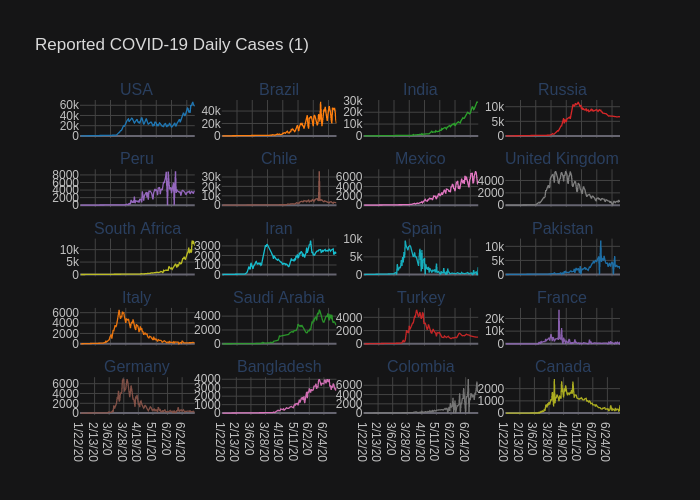 Reported COVID-19 Daily Cases (1)
USA Brazil India Russia
60k 40k 20k 0
40k 20k 0
30k 20k 10k 0
10k 5k 0
Peru Chile Mexico United Kingdom
8000 6000 4000 2000 0
30k 20k 10k 0
6000 4000 2000 0
4000 2000 0
South Africa Iran Spain Pakistan
10k 5k 0
3000 2000 1000 0
10k 5k 0
10k 5k 0
Italy Saudi Arabia Turkey France
6000 4000 2000 0
4000 2000 0
4000 2000 0
20k 10k 0
Germany Bangladesh Colombia Canada
6000 4000 2000 0
4000 3000 2000 1000 0
6000 4000 2000 0
2000 1000 0
1/22/20 2/13/20 3/6/20 3/28/20 4/19/20 5/11/20 6/2/20 6/24/20
1/22/20 2/13/20 3/6/20 3/28/20 4/19/20 5/11/20 6/2/20 6/24/20
1/22/20 2/13/20 3/6/20 3/28/20 4/19/20 5/11/20 6/2/20 6/24/20
1/22/20 2/13/20 3/6/20 3/28/20 4/19/20 5/11/20 6/2/20 6/24/20